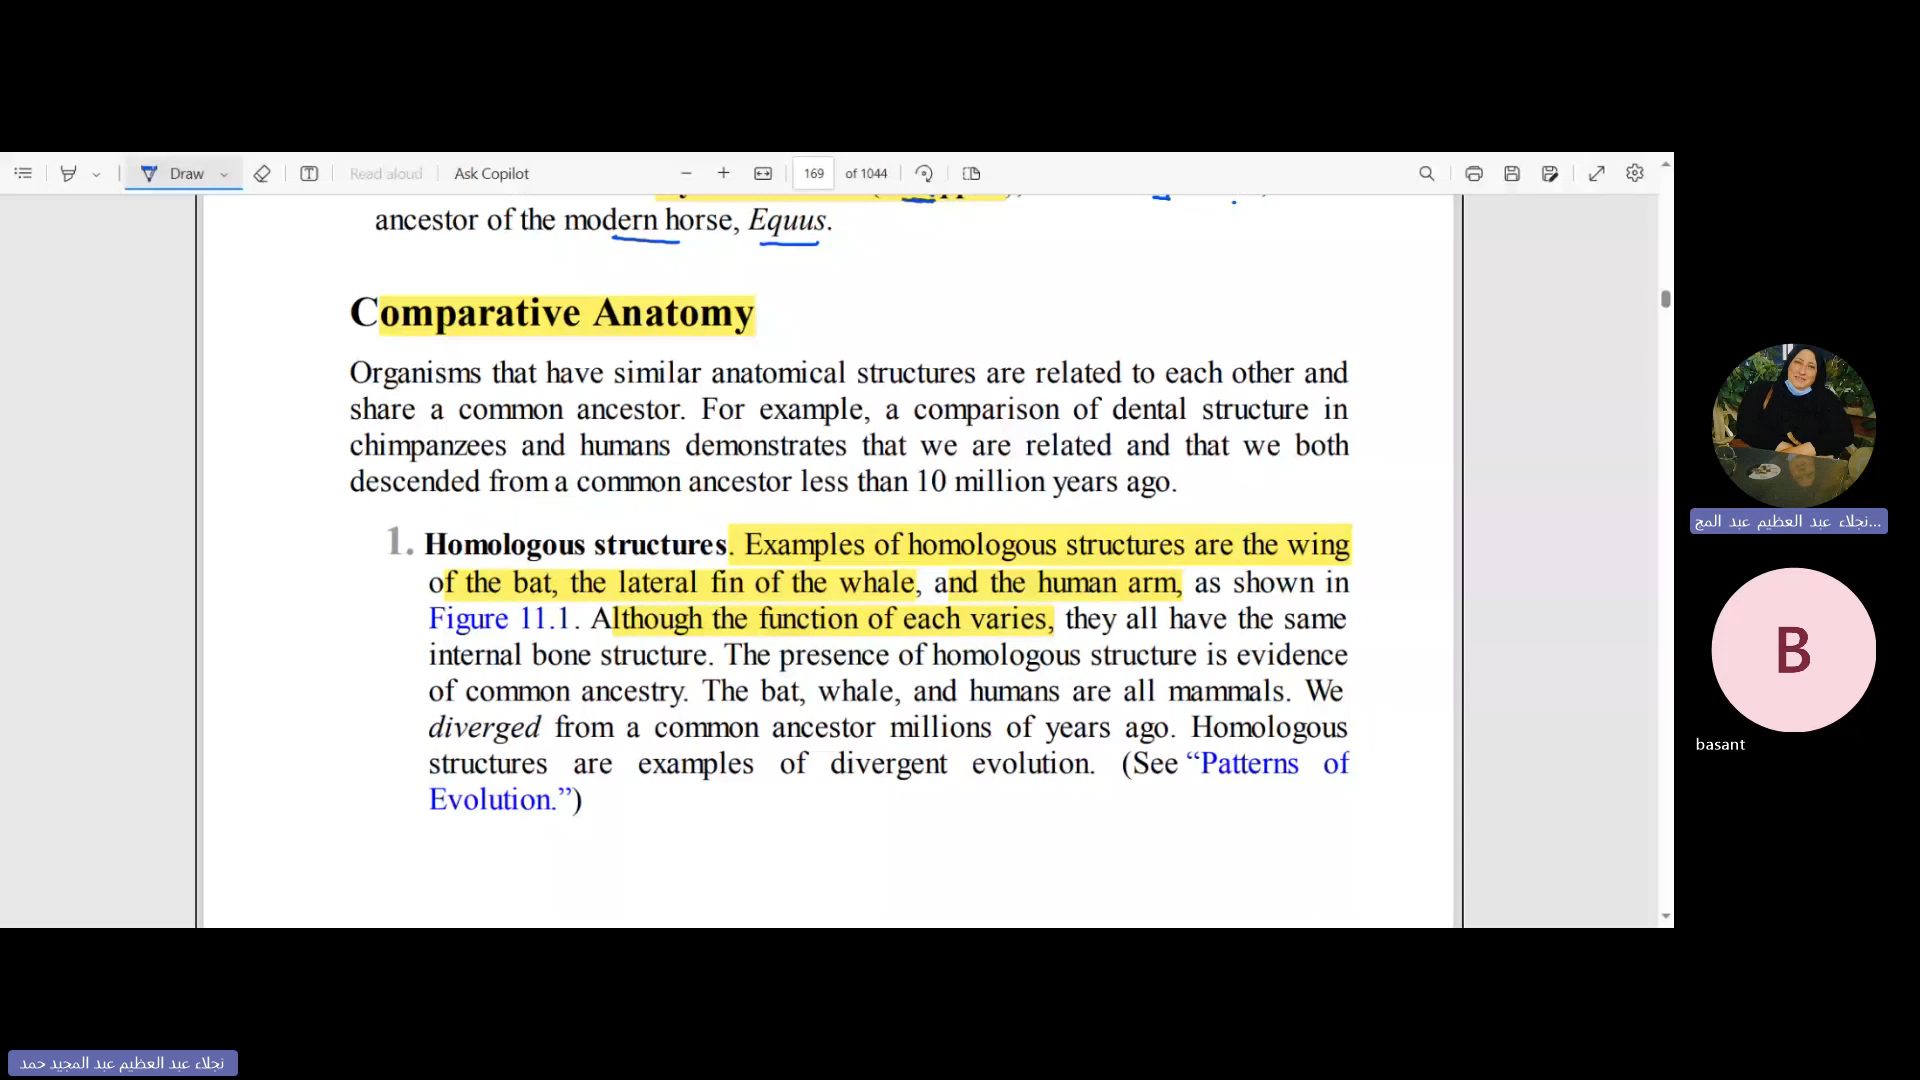 Draw
Read aloud
Ask Copilot
169 of 1044
ancestor of the modern horse, Equus.
Comparative Anatomy
Organisms that have similar anatomical structures are related to each other and
share a common ancestor. For example, a comparison of dental structure in
chimpanzees and humans demonstrates that we are related and that we both
descended from a common ancestor less than 10 million years ago.
1. Homologous structures. Examples of homologous structures are the wing
of the bat, the lateral fin of the whale, and the human arm, as shown in
Figure 11.1. Although the function of each varies, they all have the same
internal bone structure. The presence of homologous structure is evidence
of common ancestry. The bat, whale, and humans are all mammals. We
diverged from a common ancestor millions of years ago. Homologous
structures are examples of divergent evolution. (See “Patterns of
Evolution.”)
نجلاء عبد العظيم عبد المج...
B
basant
نجلاء عبد العظيم عبد المجيد حمد